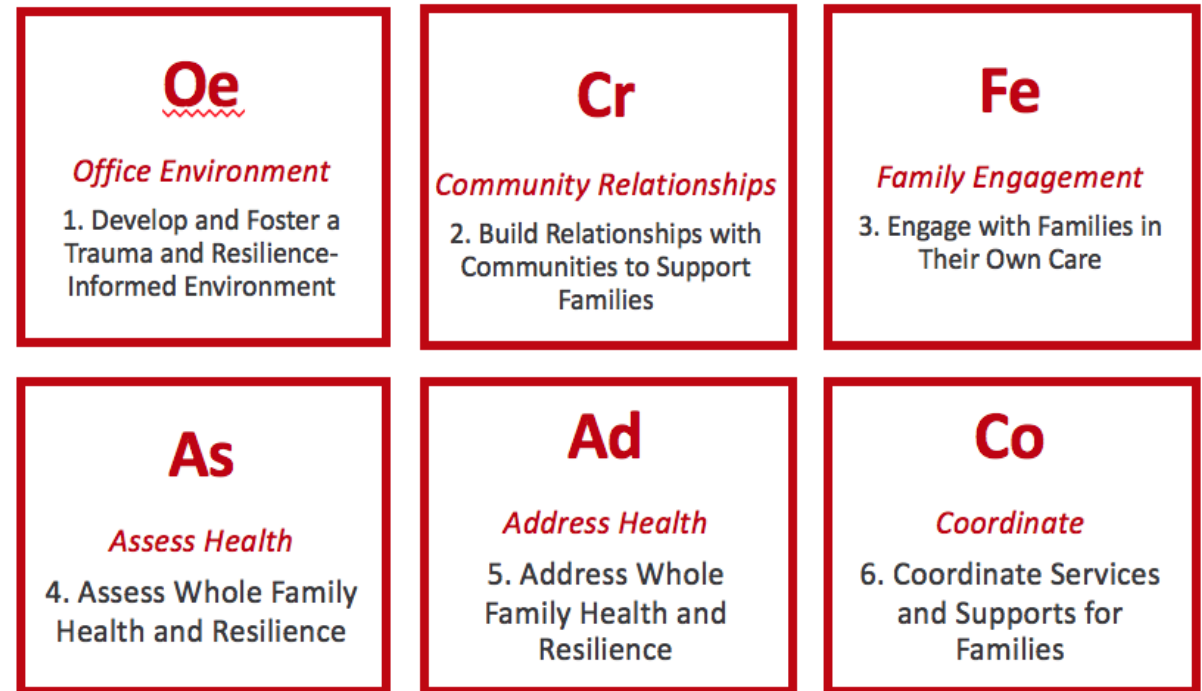 Oe
Office Environment
1. Develop and Foster a
Trauma and Resilience-
Informed Environment
Cr
Community Relationships
2. Build Relationships with
Communities to Support
Families
Fe
Family Engagement
3. Engage with Families in
Their Own Care
As
Assess Health
4. Assess Whole Family
Health and Resilience
Ad
Address Health
5. Address Whole
Family Health and
Resilience
Co
Coordinate
6. Coordinate Services
and Supports for
Families